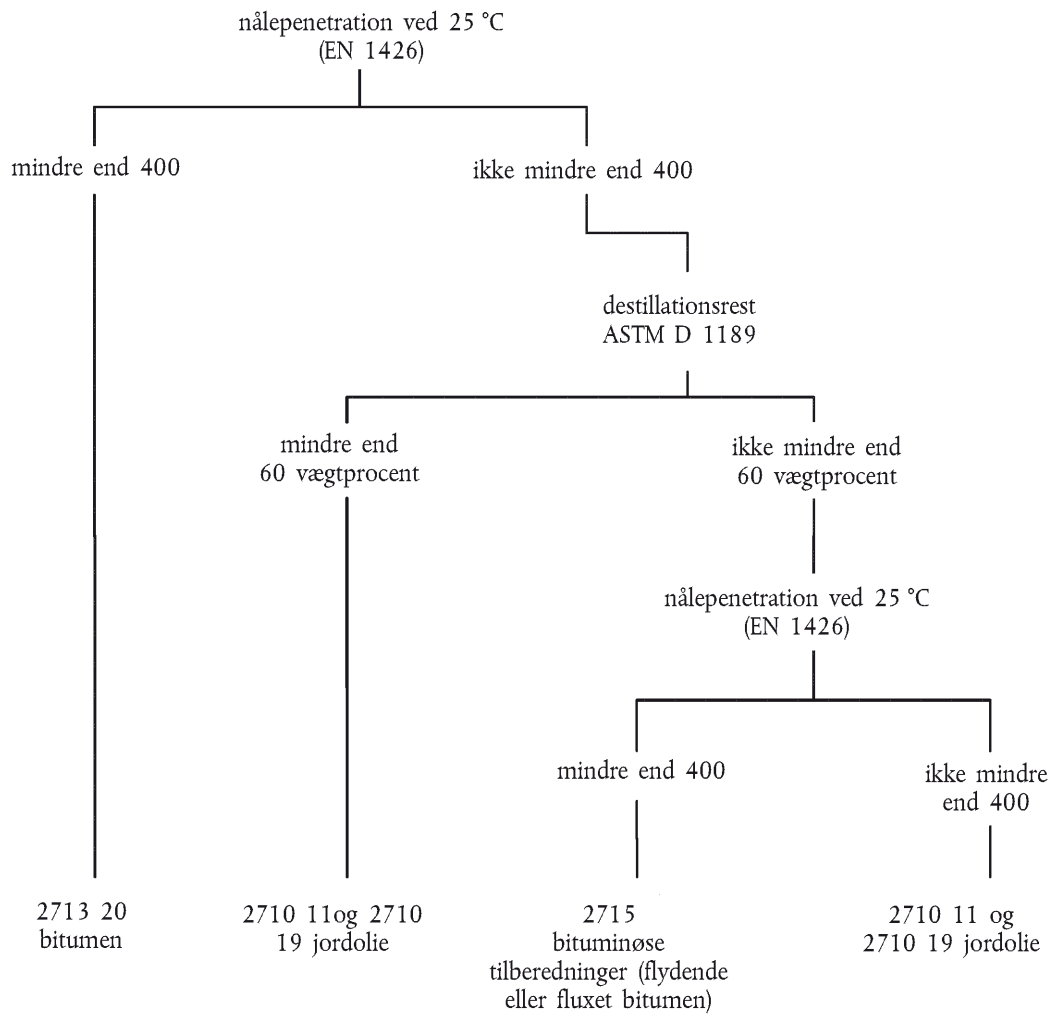 nålepenetration ved 25 °C
(EN 1426)
mindre end 400
ikke mindre end 400
destillationsrest
ASTM D 1189
mindre end
60 vægtprocent
ikke mindre end
60 vægtprocent
nålepenetration ved 25 °C
(EN 1426)
mindre end 400
ikke mindre
end 400
2713 20
bitumen
2710 11og 2710
19 jordolie
2715
bituminøse
tilberedninger (flydende
eller fluxet bitumen)
2710 11 og
2710 19 jordolie